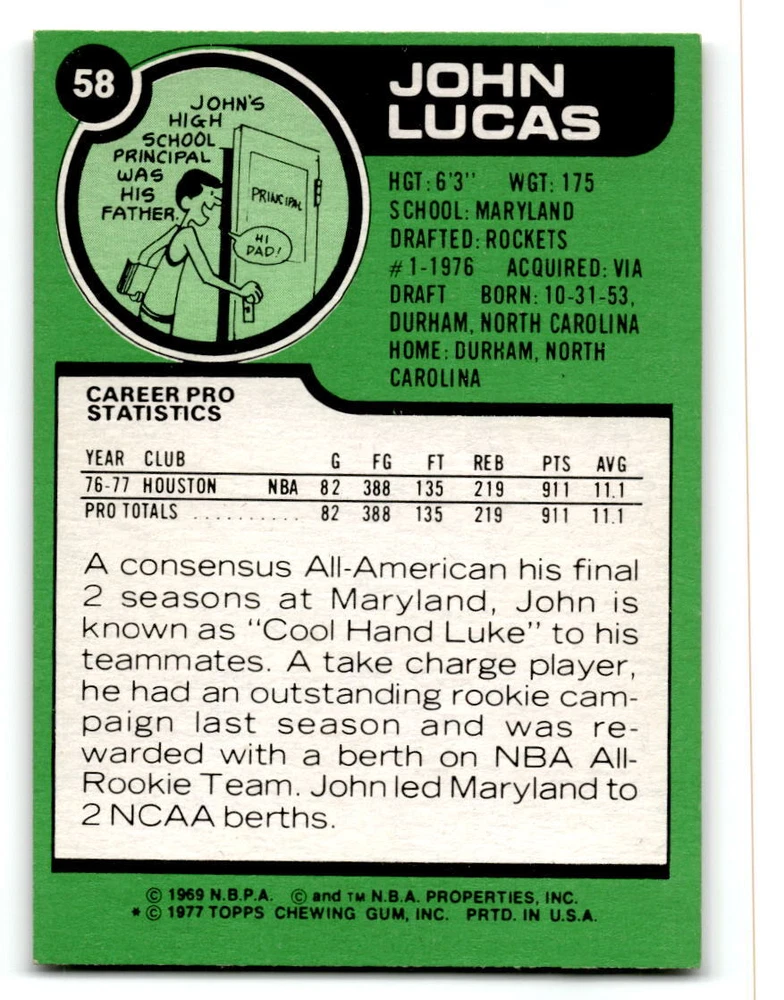 58
JOHN'S
HIGH
SCHOOL
PRINCIPAL
WAS
HIS
FATHER.
PRINCIPAL
HI
DAD!
JOHN
LUCAS
HGT: 6'3" WGT: 175
SCHOOL: MARYLAND
DRAFTED: ROCKETS
#1-1976 ACQUIRED: VIA
DRAFT BORN: 10-31-53,
DURHAM, NORTH CAROLINA
HOME: DURHAM, NORTH
CAROLINA
CAREER PRO
STATISTICS
YEAR CLUB G FG FT REB PTS AVG
76-77 HOUSTON NBA 82 388 135 219 911 11.1
PRO TOTALS .......... 82 388 135 219 911 11.1
A consensus All-American his final
2 seasons at Maryland, John is
known as "Cool Hand Luke" to his
teammates. A take charge player,
he had an outstanding rookie cam-
paign last season and was re-
warded with a berth on NBA All-
Rookie Team. John led Maryland to
2 NCAA berths.
© 1969 N.B.P.A. © and TM N.B.A. PROPERTIES, INC.
* © 1977 TOPPS CHEWING GUM, INC. PRTD. IN U.S.A.